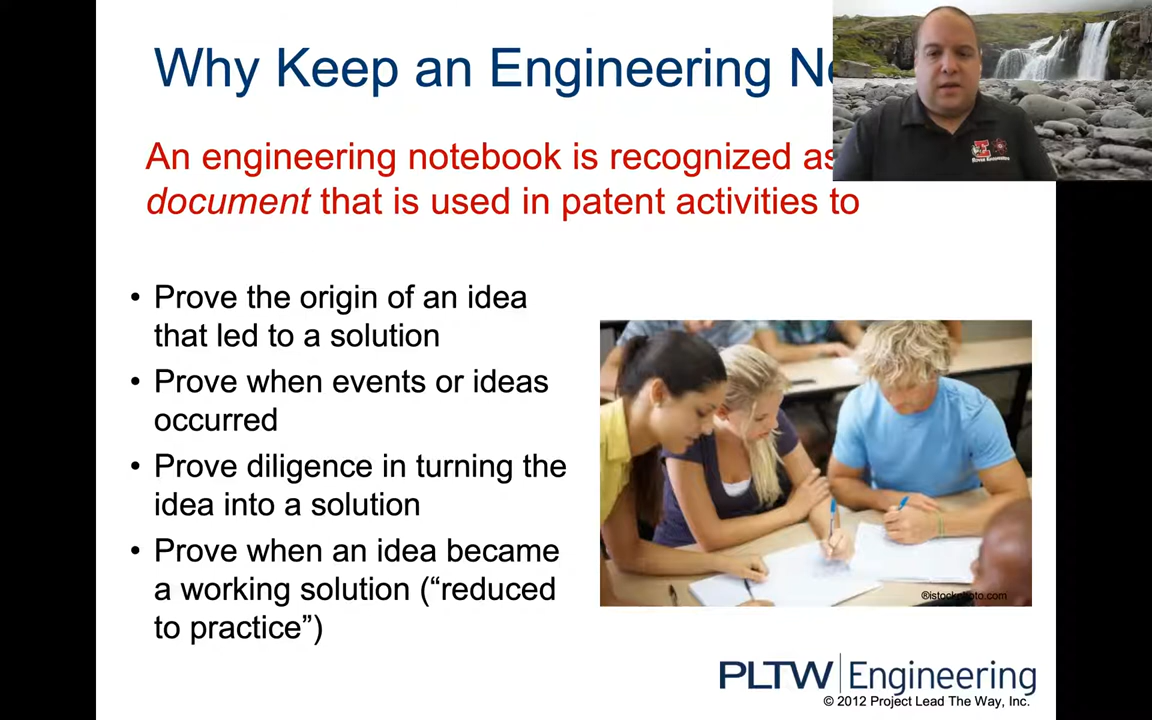 Why Keep an Engineering
An engineering notebook is recognized as
document that is used in patent activities to
• Prove the origin of an idea
that led to a solution
• Prove when events or ideas
occurred
• Prove diligence in turning the
idea into a solution
• Prove when an idea became
a working solution (“reduced
to practice”)
®istockphoto.com
PLTW Engineering
© 2012 Project Lead The Way, Inc.